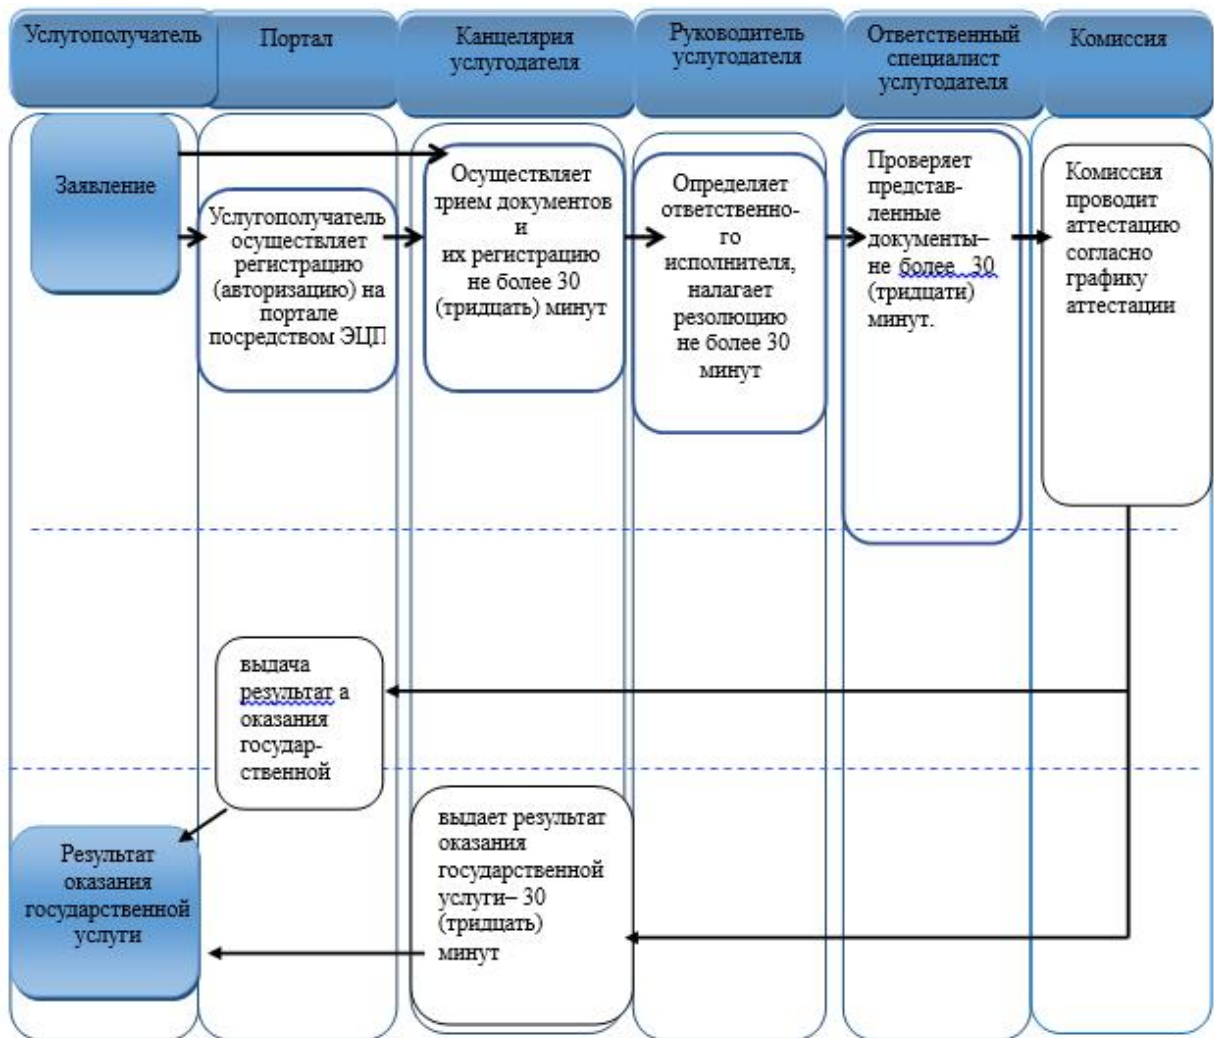 Услугополучатель
Портал
Канцелярия
услугодателя
Руководитель
услугодателя
Ответственный
специалист
услугодателя
Комиссия
Заявление
Услугополучатель
осуществляет
регистрацию
(авторизацию) на
портале
посредством ЭЦП
Осуществляет
прием документов
и
их регистрацию
не более 30
(тридцать) минут
Определяет
ответственно-
го
исполнителя,
налагает
резолюцию
не более 30
минут
Проверяет
представ-
ленные
документы–
не более 30
(тридцати)
минут.
Комиссия
проводит
аттестацию
согласно
графику
аттестации
выдача
результат а
оказания
государ-
ственной
выдает результат
оказания
государственной
услуги– 30
(тридцать)
минут
Результат
оказания
государственной
услуги